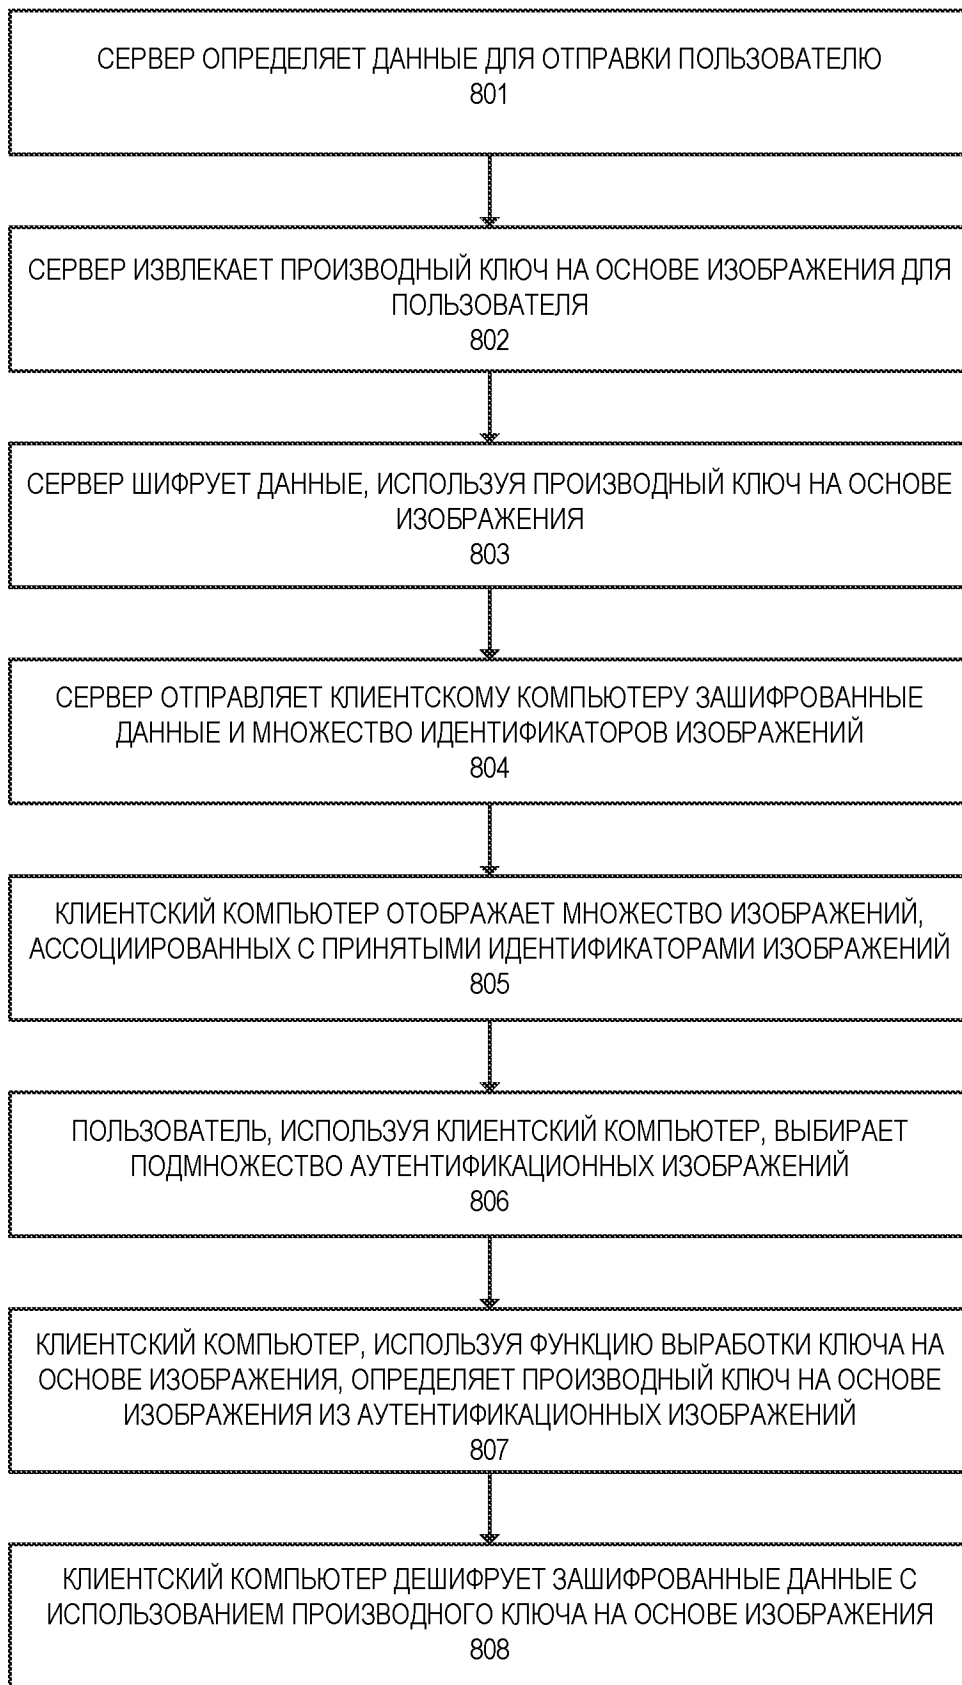 СЕРВЕР ОПРЕДЕЛЯЕТ ДАННЫЕ ДЛЯ ОТПРАВКИ ПОЛЬЗОВАТЕЛЮ
801
СЕРВЕР ИЗВЛЕКАЕТ ПРОИЗВОДНЫЙ КЛЮЧ НА ОСНОВЕ ИЗОБРАЖЕНИЯ ДЛЯ
ПОЛЬЗОВАТЕЛЯ
802
СЕРВЕР ШИФРУЕТ ДАННЫЕ, ИСПОЛЬЗУЯ ПРОИЗВОДНЫЙ КЛЮЧ НА ОСНОВЕ
ИЗОБРАЖЕНИЯ
803
СЕРВЕР ОТПРАВЛЯЕТ КЛИЕНТСКОМУ КОМПЬЮТЕРУ ЗАШИФРОВАННЫЕ
ДАННЫЕ И МНОЖЕСТВО ИДЕНТИФИКАТОРОВ ИЗОБРАЖЕНИЙ
804
КЛИЕНТСКИЙ КОМПЬЮТЕР ОТОБРАЖАЕТ МНОЖЕСТВО ИЗОБРАЖЕНИЙ,
АССОЦИИРОВАННЫХ С ПРИНЯТЫМИ ИДЕНТИФИКАТОРАМИ ИЗОБРАЖЕНИЙ
805
ПОЛЬЗОВАТЕЛЬ, ИСПОЛЬЗУЯ КЛИЕНТСКИЙ КОМПЬЮТЕР, ВЫБИРАЕТ
ПОДМНОЖЕСТВО АУТЕНТИФИКАЦИОННЫХ ИЗОБРАЖЕНИЙ
806
КЛИЕНТСКИЙ КОМПЬЮТЕР, ИСПОЛЬЗУЯ ФУНКЦИЮ ВЫРАБОТКИ КЛЮЧА НА
ОСНОВЕ ИЗОБРАЖЕНИЯ, ОПРЕДЕЛЯЕТ ПРОИЗВОДНЫЙ КЛЮЧ НА ОСНОВЕ
ИЗОБРАЖЕНИЯ ИЗ АУТЕНТИФИКАЦИОННЫХ ИЗОБРАЖЕНИЙ
807
КЛИЕНТСКИЙ КОМПЬЮТЕР ДЕШИФРУЕТ ЗАШИФРОВАННЫЕ ДАННЫЕ С
ИСПОЛЬЗОВАНИЕМ ПРОИЗВОДНОГО КЛЮЧА НА ОСНОВЕ ИЗОБРАЖЕНИЯ
808